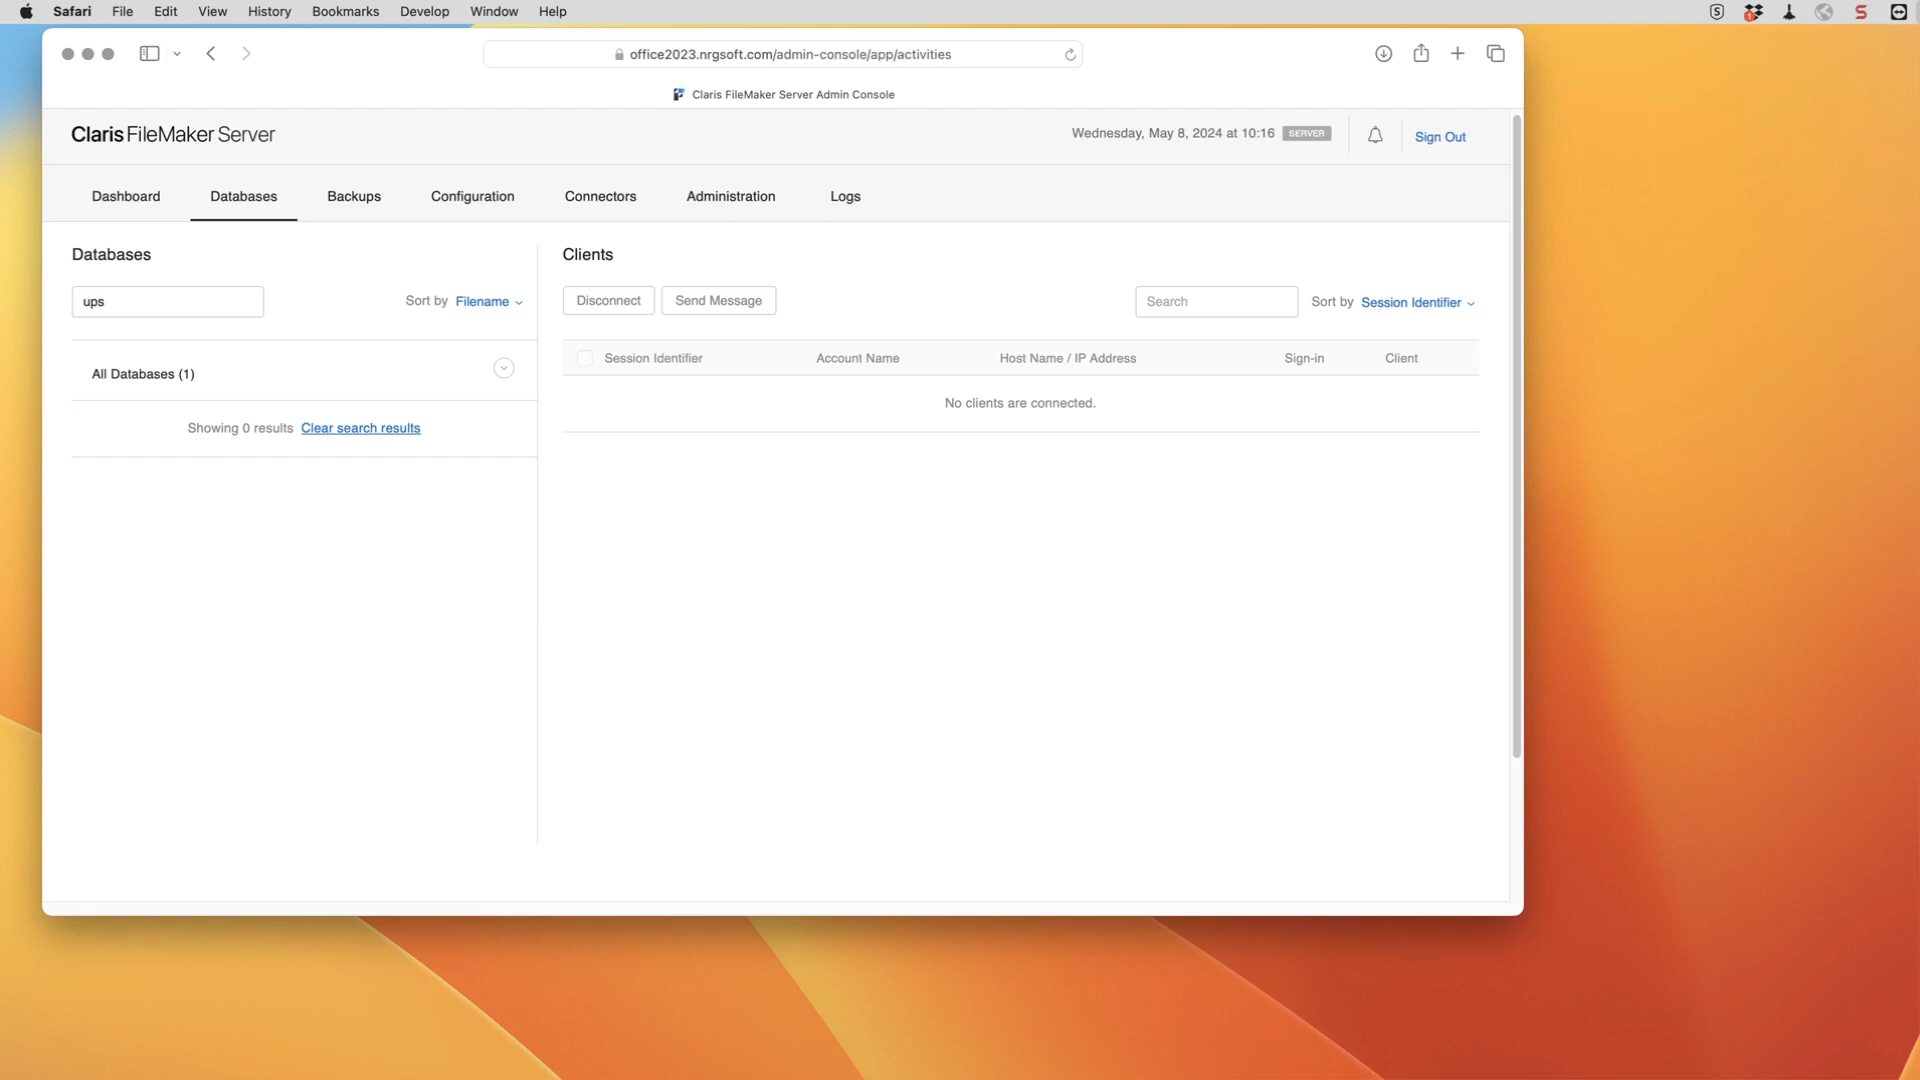 Safari File Edit View History Bookmarks Develop Window Help
office2023.nrgsoft.com/admin-console/app/activities
Claris FileMaker Server Admin Console
Claris FileMaker Server
Wednesday, May 8, 2024 at 10:16 SERVER
Sign Out
Dashboard Databases Backups Configuration Connectors Administration Logs
Databases
ups
Sort by Filename
All Databases (1)
Showing 0 results Clear search results
Clients
Disconnect Send Message
Search
Sort by Session Identifier
Session Identifier Account Name Host Name / IP Address Sign-in Client
No clients are connected.